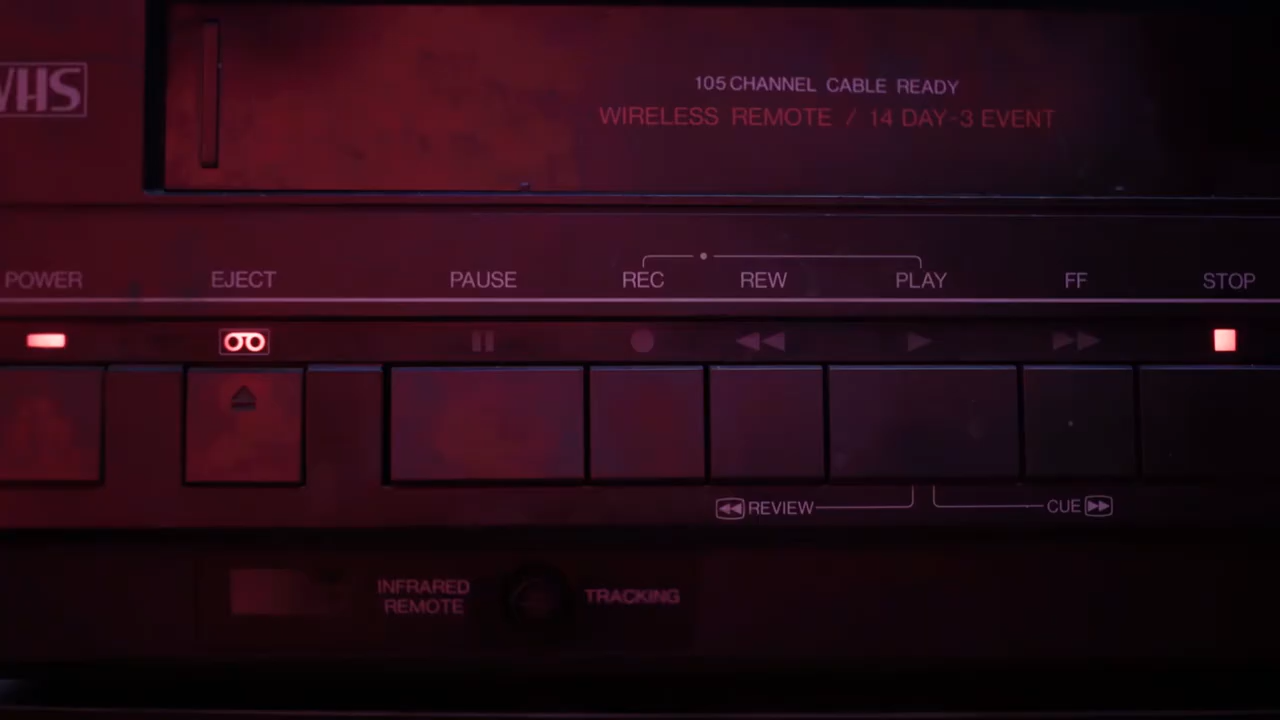 VHS
105 CHANNEL CABLE READY
WIRELESS REMOTE / 14 DAY-3 EVENT
POWER EJECT PAUSE REC REW PLAY FF STOP
REVIEW CUE
INFRARED
REMOTE
TRACKING